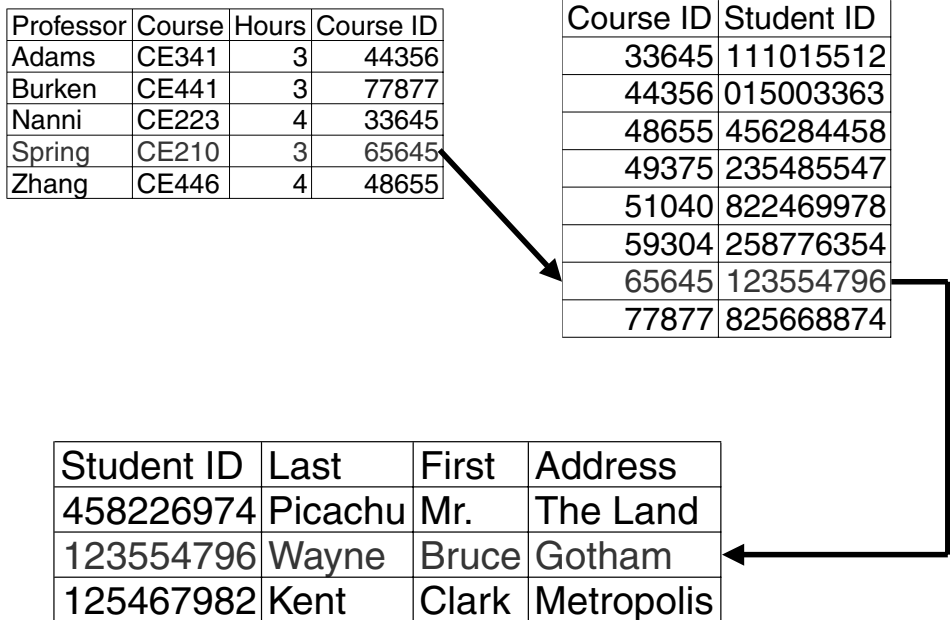 Professor Course Hours Course ID
Adams CE341 3 44356
Burken CE441 3 77877
Nanni CE223 4 33645
Spring CE210 3 65645
Zhang CE446 4 48655
Course ID Student ID
33645 111015512
44356 015003363
48655 456284458
49375 235485547
51040 822469978
59304 258776354
65645 123554796
77877 825668874
Student ID Last First Address
458226974 Picachu Mr. The Land
123554796 Wayne Bruce Gotham
125467982 Kent Clark Metropolis